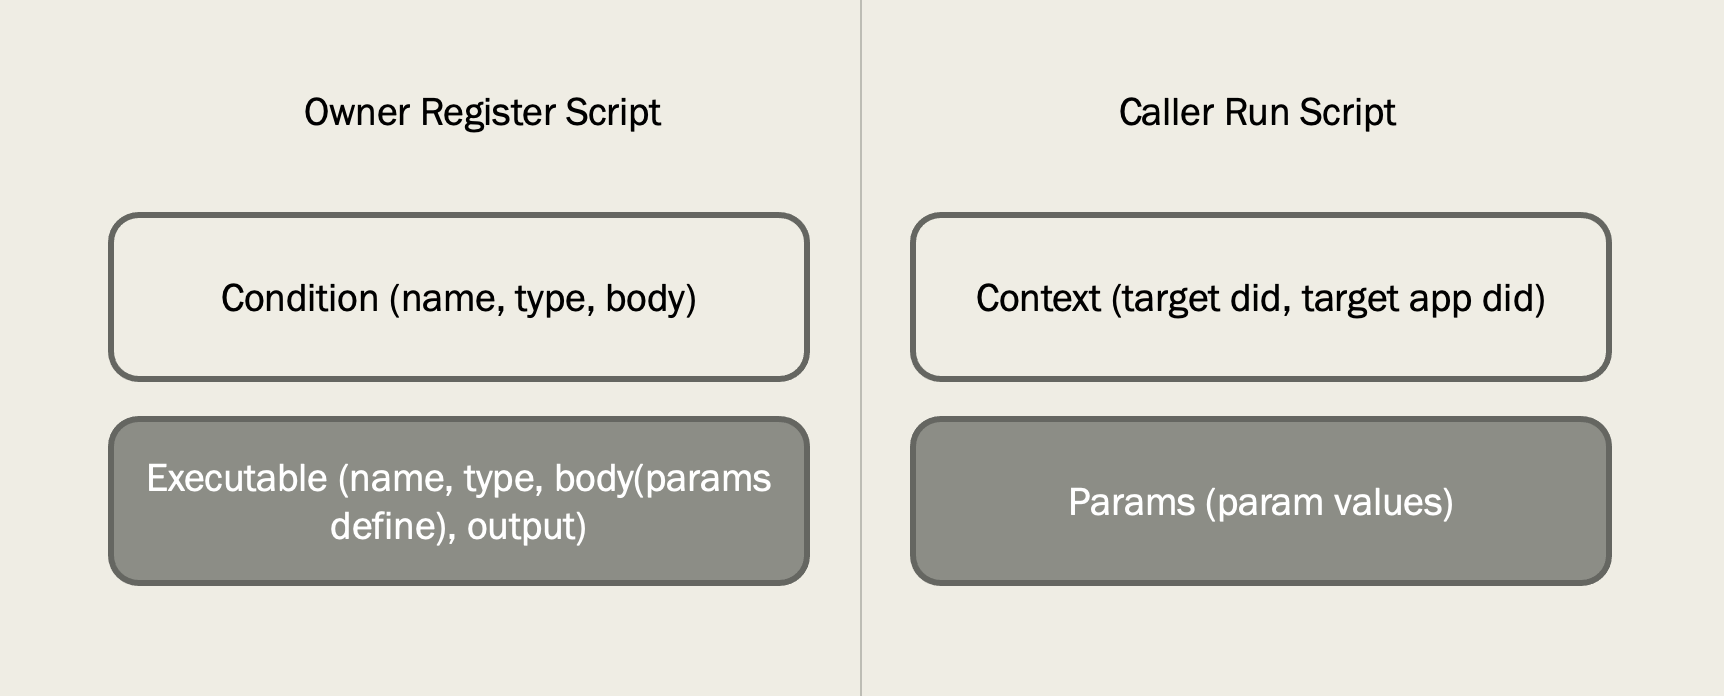 Owner Register Script
Condition (name, type, body)
Executable (name, type, body(params
define), output)
Caller Run Script
Context (target did, target app did)
Params (param values)